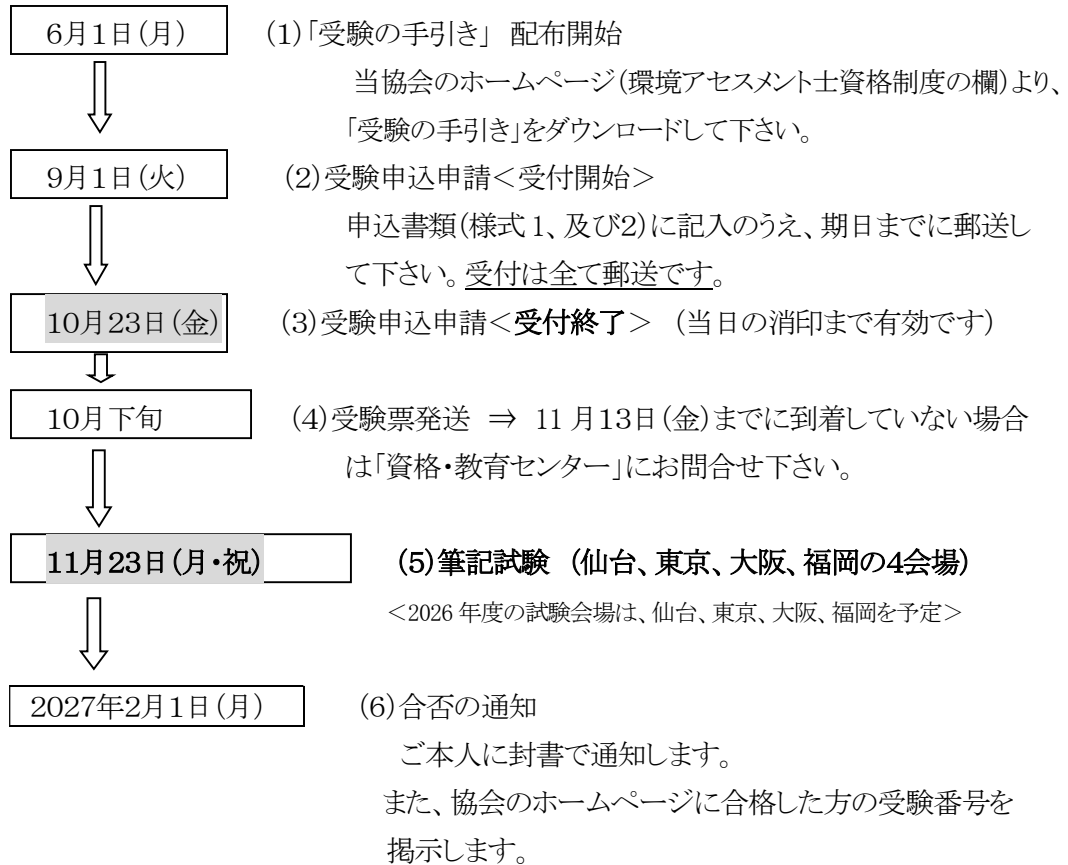 6月1日(月) (1)「受験の手引き」 配布開始
当協会のホームページ(環境アセスメント士資格制度の欄)より、
「受験の手引き」をダウンロードして下さい。
9月1日(火) (2)受験申込申請＜受付開始＞
申込書類(様式1、及び2)に記入のうえ、期日までに郵送し
て下さい。受付は全て郵送です。
10月23日(金) (3)受験申込申請＜受付終了＞ (当日の消印まで有効です)
10月下旬 (4)受験票発送 ⇒ 11月13日(金)までに到着していない場合
は「資格・教育センター」にお問合せ下さい。
11月23日(月・祝) (5)筆記試験 (仙台、東京、大阪、福岡の4会場)
＜2026年度の試験会場は、仙台、東京、大阪、福岡を予定＞
2027年2月1日(月) (6)合否の通知
ご本人に封書で通知します。
また、協会のホームページに合格した方の受験番号を
掲示します。